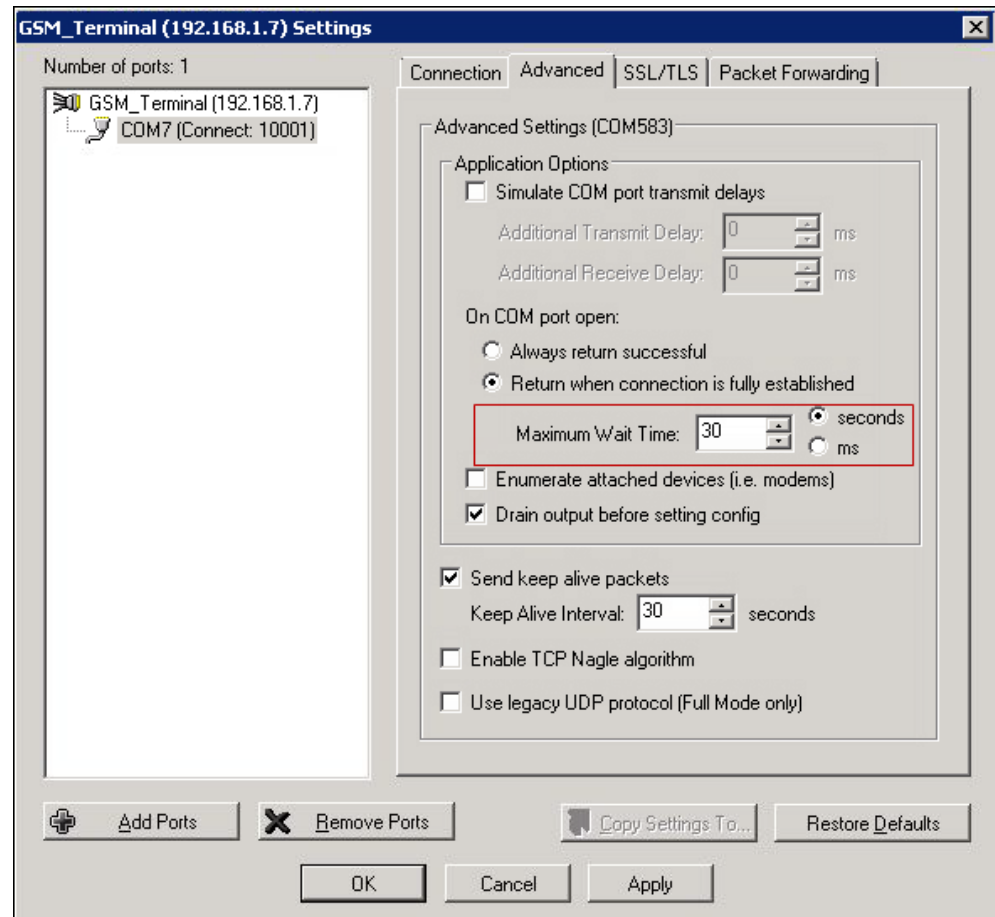 GSM_Terminal (192.168.1.7) Settings
Number of ports: 1
GSM_Terminal (192.168.1.7)
COM7 (Connect: 10001)
Connection Advanced SSL/TLS Packet Forwarding
Advanced Settings (COM583)
Application Options
Simulate COM port transmit delays
Additional Transmit Delay: 0 ms
Additional Receive Delay: 0 ms
On COM port open:
Always return successful
Return when connection is fully established
Maximum Wait Time: 30 seconds
ms
Enumerate attached devices (i.e. modems)
Drain output before setting config
Send keep alive packets
Keep Alive Interval: 30 seconds
Enable TCP Nagle algorithm
Use legacy UDP protocol (Full Mode only)
Add Ports Remove Ports Copy Settings To... Restore Defaults
OK Cancel Apply